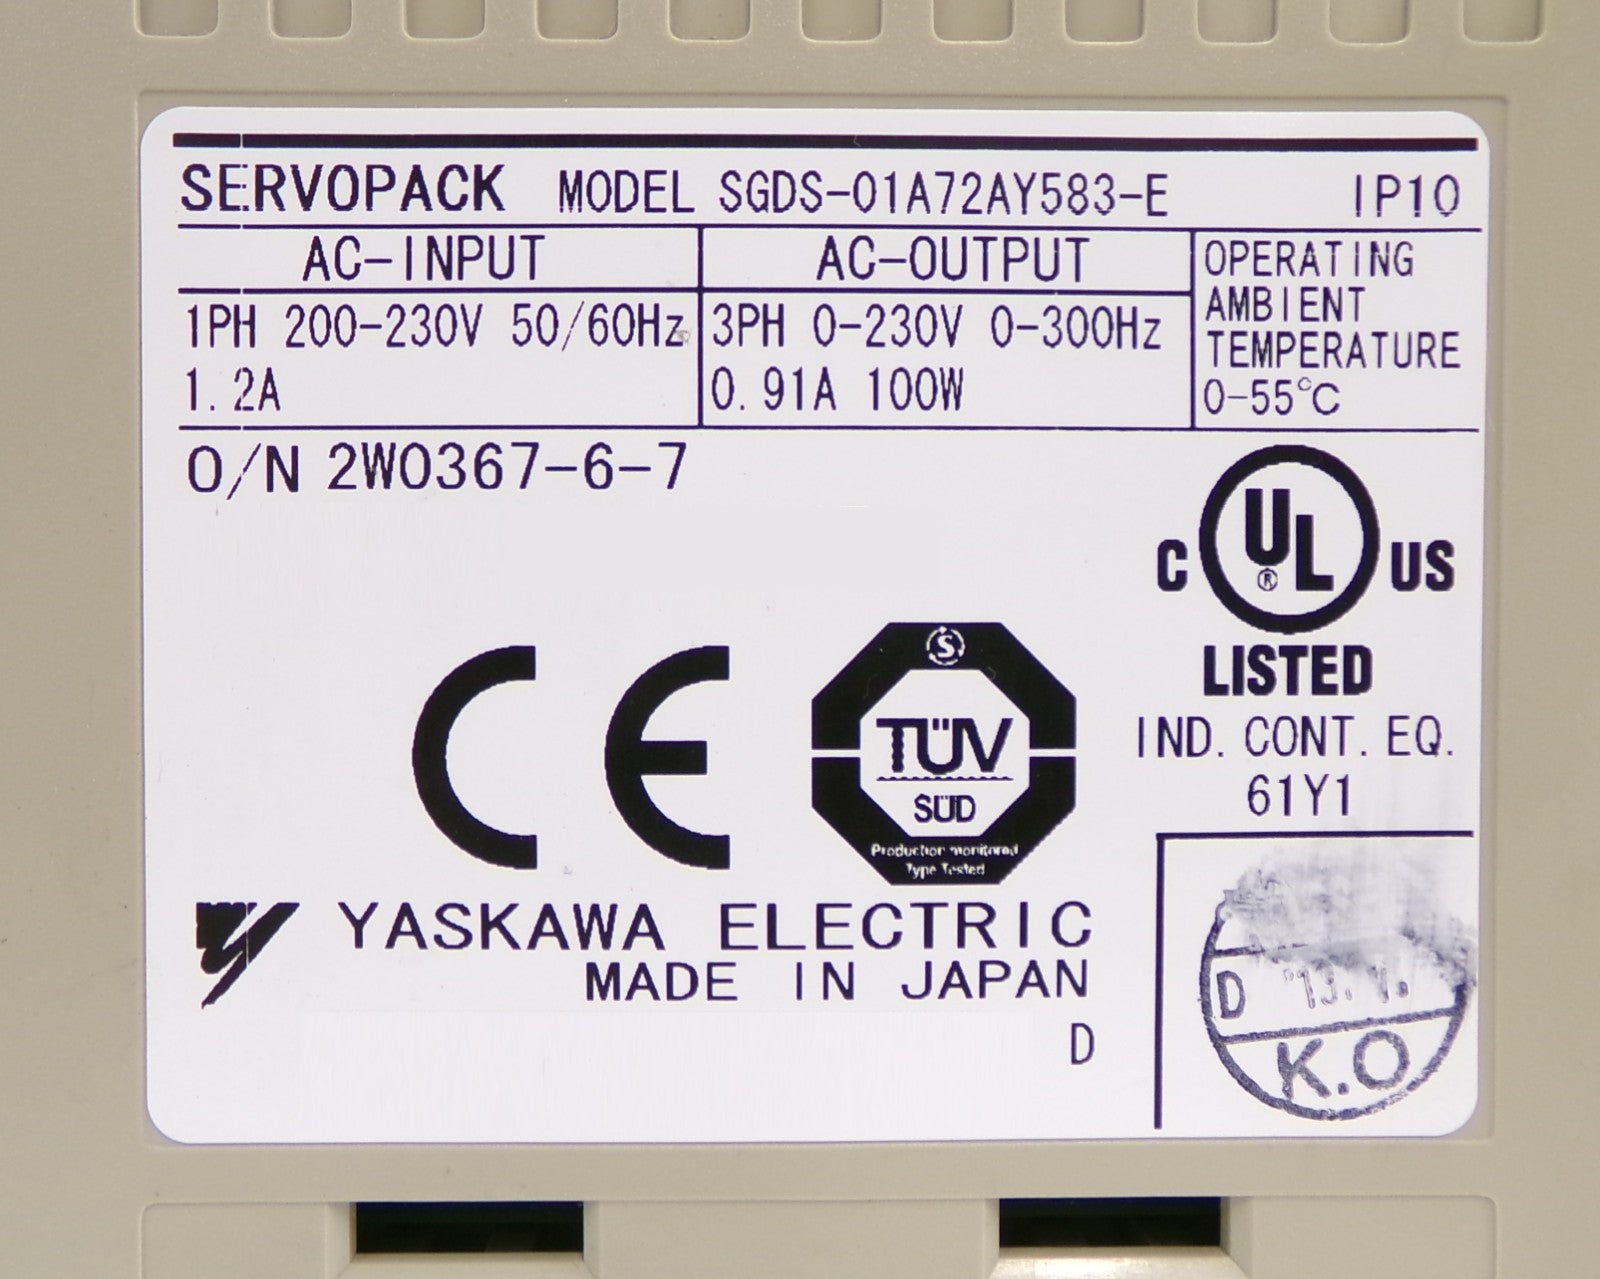 SERVOPACK MODEL SGDS-01A72AY583-E IP10
AC-INPUT
AC-OUTPUT
1PH 200-230V 50/60Hz
1.2A
3PH 0-230V 0-300Hz
0.91A 100W
OPERATING
AMBIENT
TEMPERATURE
0-55°C
O/N 2W0367-6-7
C UL® US
LISTED
IND. CONT. EQ.
61Y1
CE
S
TÜV
SÜD
Production monitored
Type Tested
YASKAWA ELECTRIC
MADE IN JAPAN
D
D '13. 1.
K.O